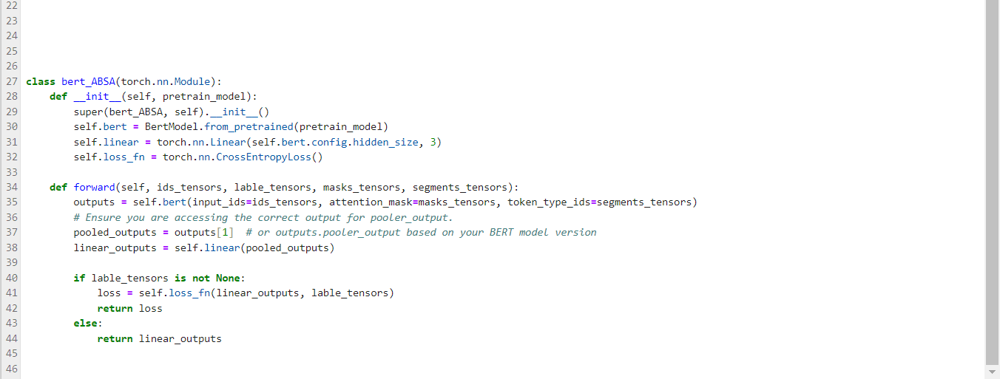 22
23
24
25
26
27 class bert_ABSA(torch.nn.Module):
28     def __init__(self, pretrain_model):
29         super(bert_ABSA, self).__init__()
30         self.bert = BertModel.from_pretrained(pretrain_model)
31         self.linear = torch.nn.Linear(self.bert.config.hidden_size, 3)
32         self.loss_fn = torch.nn.CrossEntropyLoss()
33
34     def forward(self, ids_tensors, lable_tensors, masks_tensors, segments_tensors):
35         outputs = self.bert(input_ids=ids_tensors, attention_mask=masks_tensors, token_type_ids=segments_tensors)
36         # Ensure you are accessing the correct output for pooler_output.
37         pooled_outputs = outputs[1]  # or outputs.pooler_output based on your BERT model version
38         linear_outputs = self.linear(pooled_outputs)
39
40         if lable_tensors is not None:
41             loss = self.loss_fn(linear_outputs, lable_tensors)
42             return loss
43         else:
44             return linear_outputs
45
46